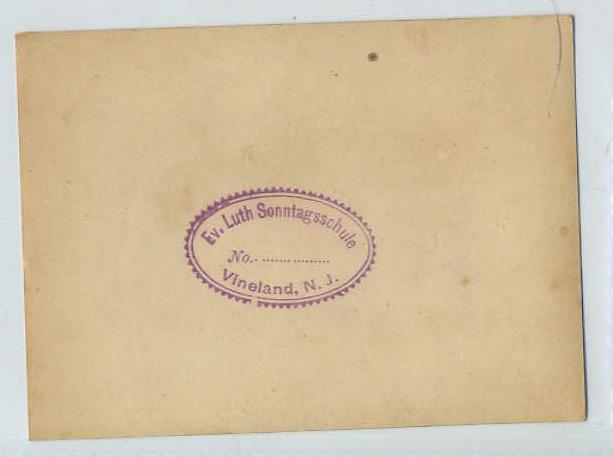 Ev. Luth Sonntagsschule
No. ................
Vineland, N. J.